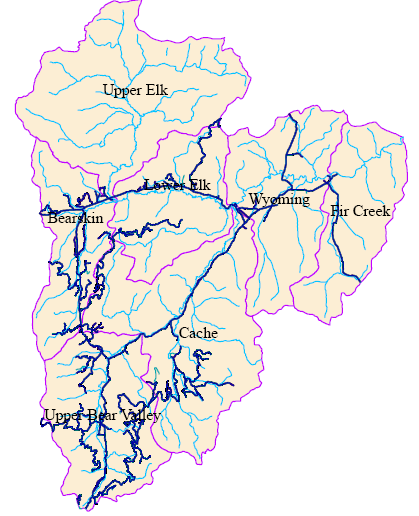 Upper Elk
Lower Elk
Wyoming
Fir Creek
Bearskin
Cache
Upper Bear Valley